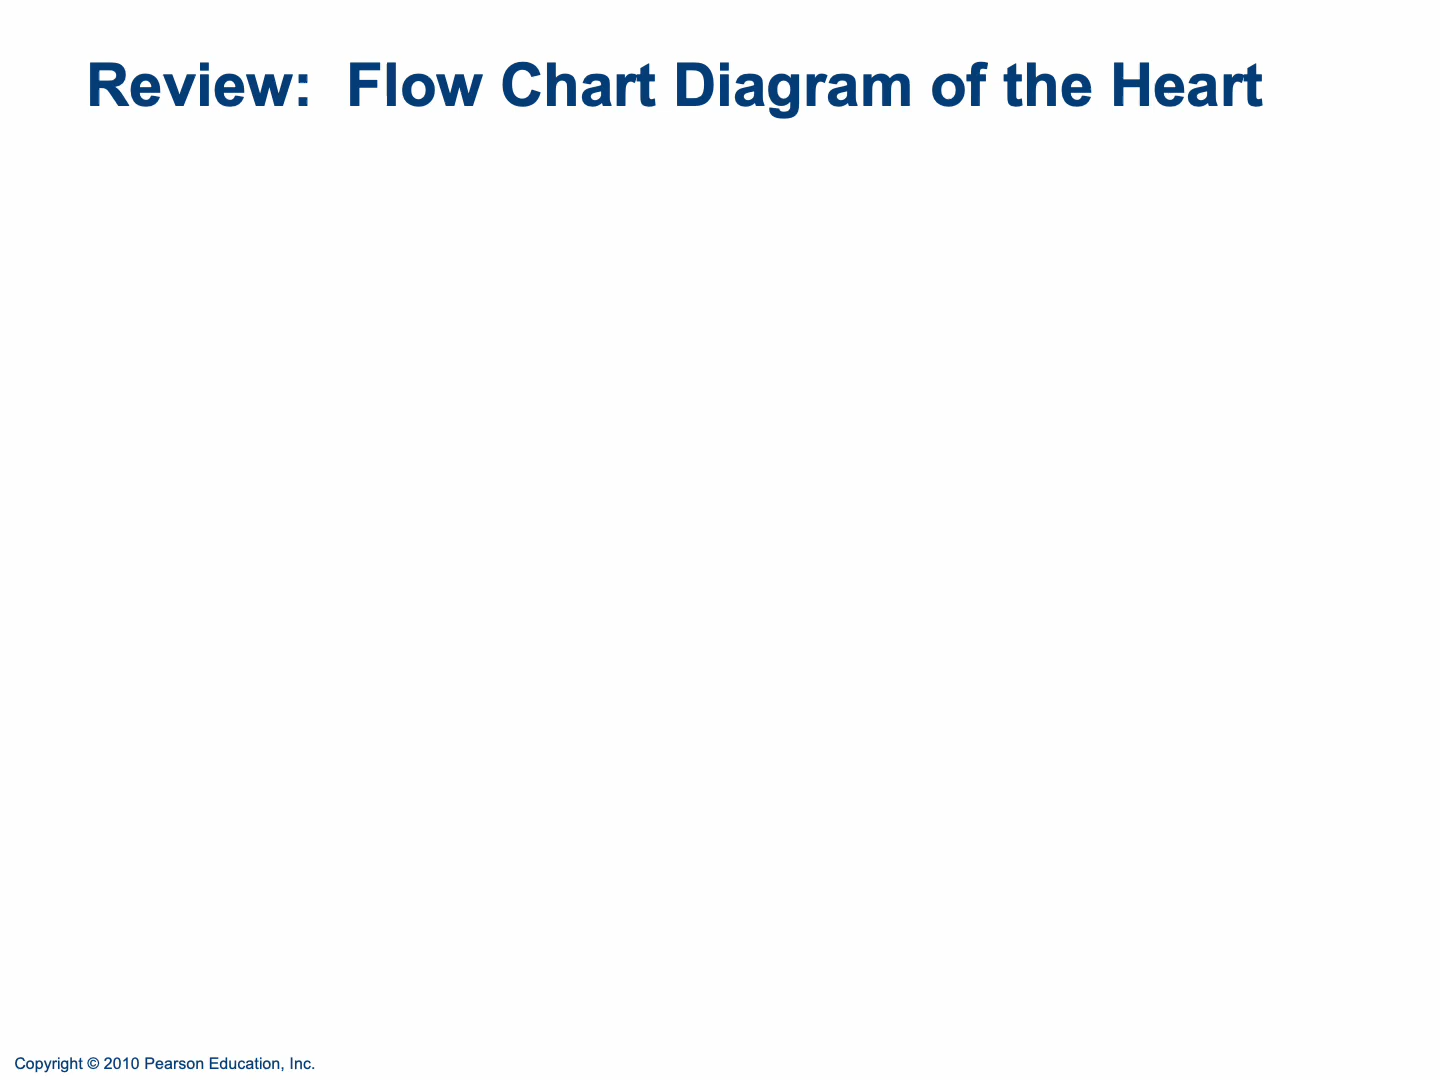 Review:  Flow Chart Diagram of the Heart
Copyright © 2010 Pearson Education, Inc.